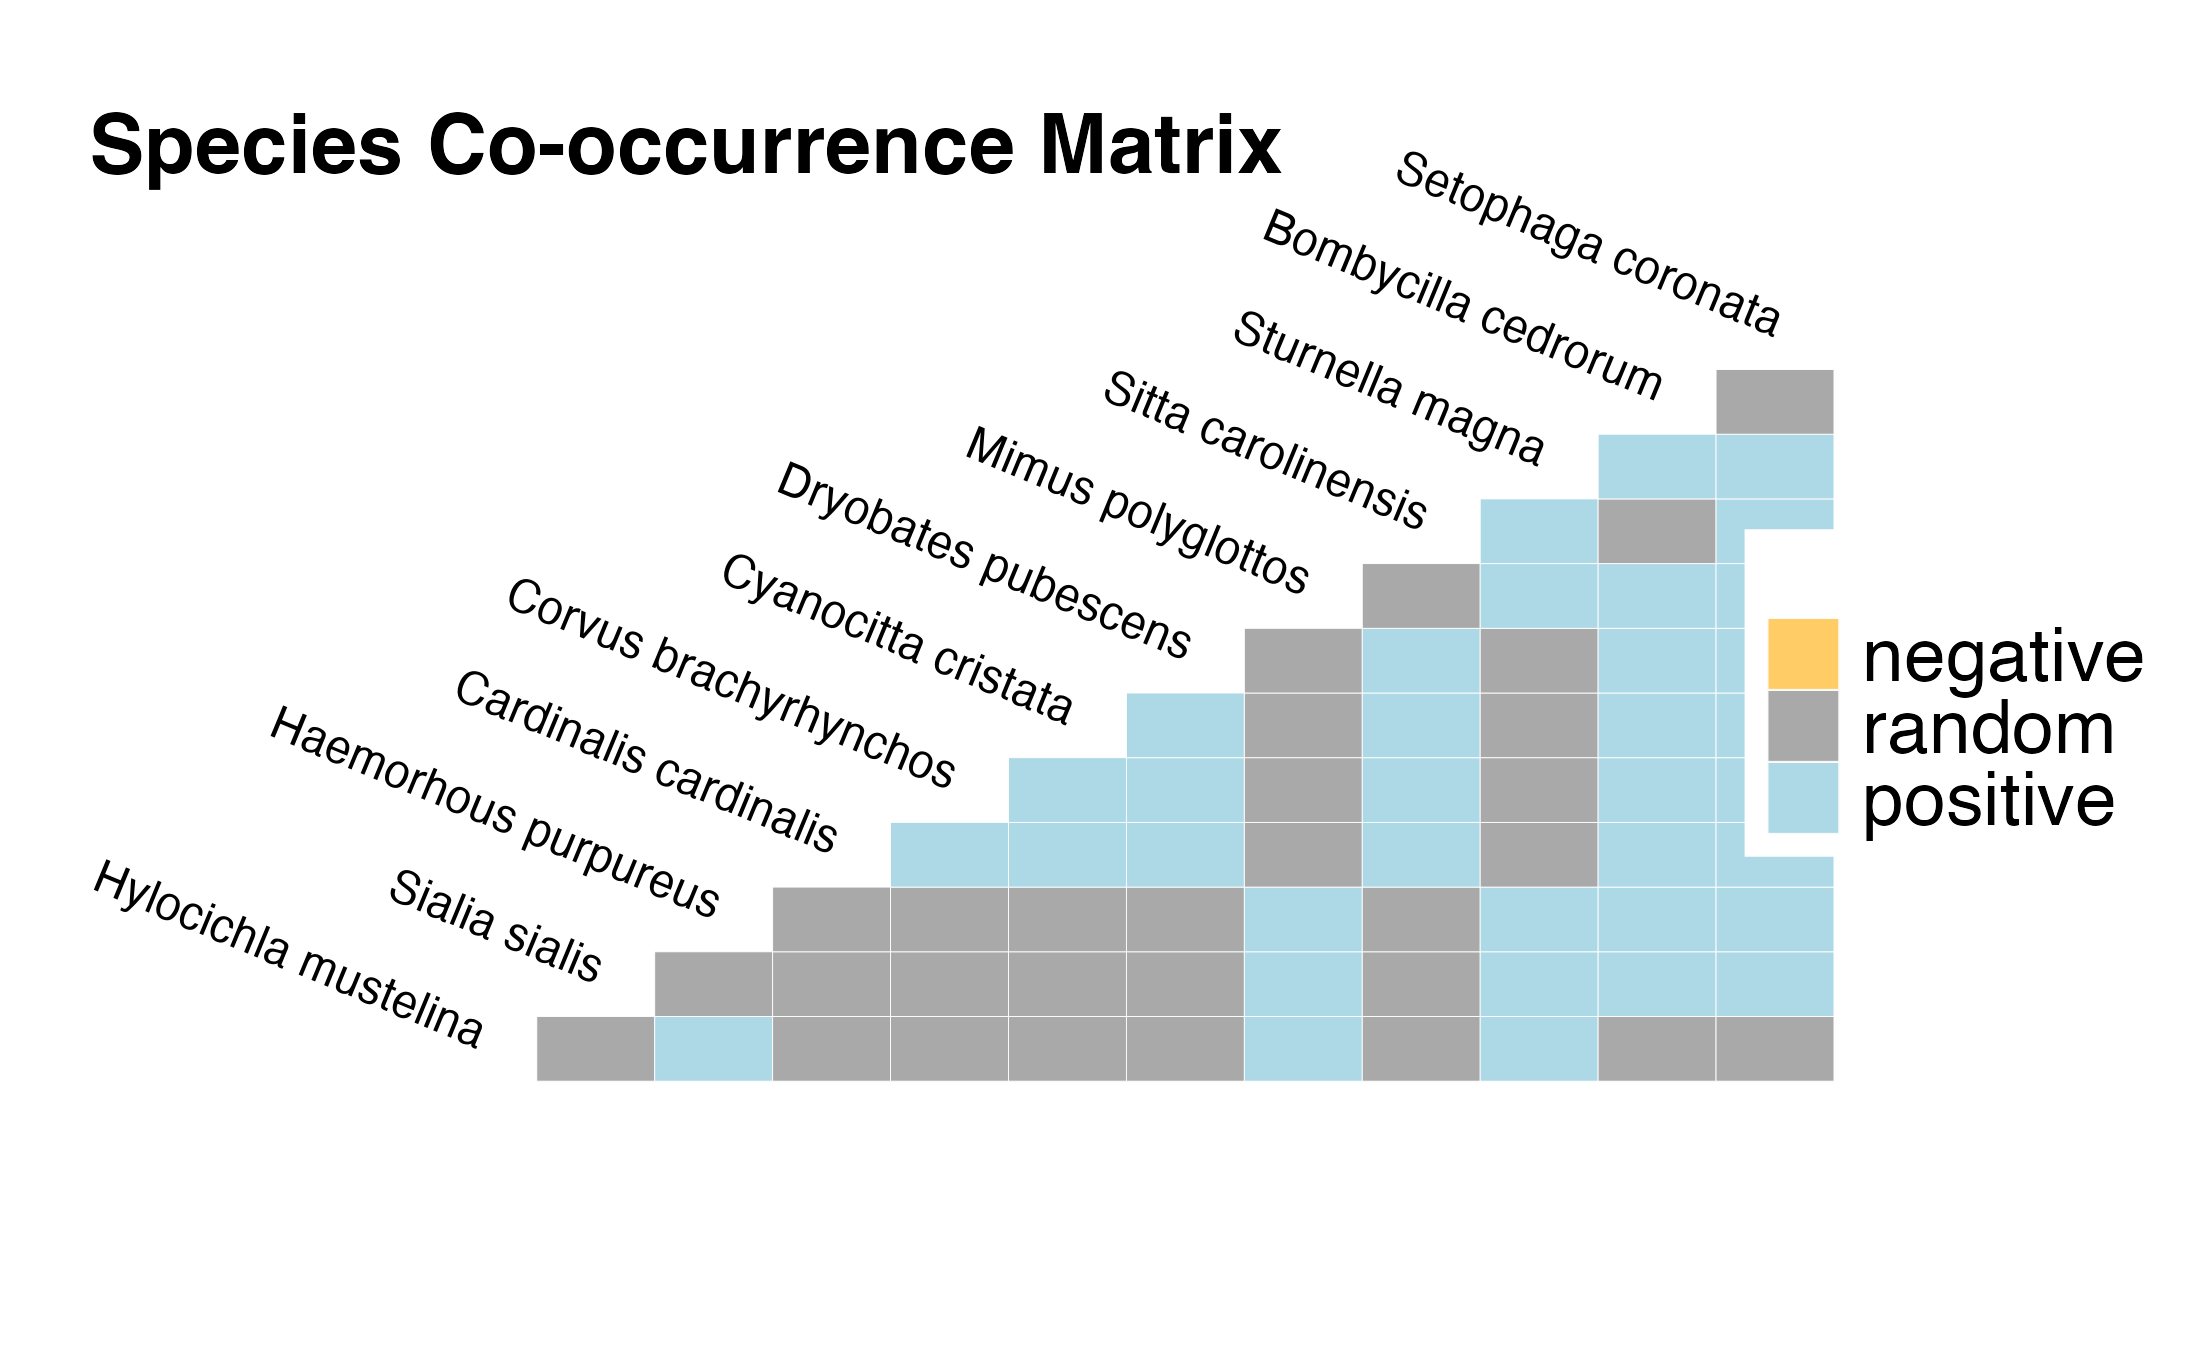 Species Co-occurrence Matrix
Setophaga coronata
Bombycilla cedrorum
Sturnella magna
Sitta carolinensis
Mimus polyglottos
Dryobates pubescens
Cyanocitta cristata
Corvus brachyrhynchos
Cardinalis cardinalis
Haemorhous purpureus
Sialia sialis
Hylocichla mustelina
negative
random
positive